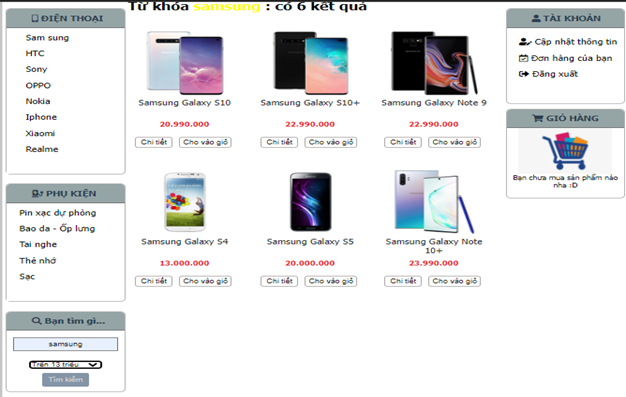 Từ khóa samsung : có 6 kết quả
ĐIỆN THOẠI
Sam sung
HTC
Sony
OPPO
Nokia
Iphone
Xiaomi
Realme
PHỤ KIỆN
Pin xạc dự phòng
Bao da - Ốp lưng
Tai nghe
Thẻ nhớ
Sạc
Bạn tìm gì...
samsung
Trên 13 triệu
Tìm kiếm
Samsung Galaxy S10
20.990.000
Chi tiết Cho vào giỏ
Samsung Galaxy S10+
22.990.000
Chi tiết Cho vào giỏ
Samsung Galaxy Note 9
22.990.000
Chi tiết Cho vào giỏ
Samsung Galaxy S4
13.000.000
Chi tiết Cho vào giỏ
Samsung Galaxy S5
20.000.000
Chi tiết Cho vào giỏ
Samsung Galaxy Note
10+
23.990.000
Chi tiết Cho vào giỏ
TÀI KHOẢN
Cập nhật thông tin
Đơn hàng của bạn
Đăng xuất
GIỎ HÀNG
Bạn chưa mua sản phẩm nào
nha :D